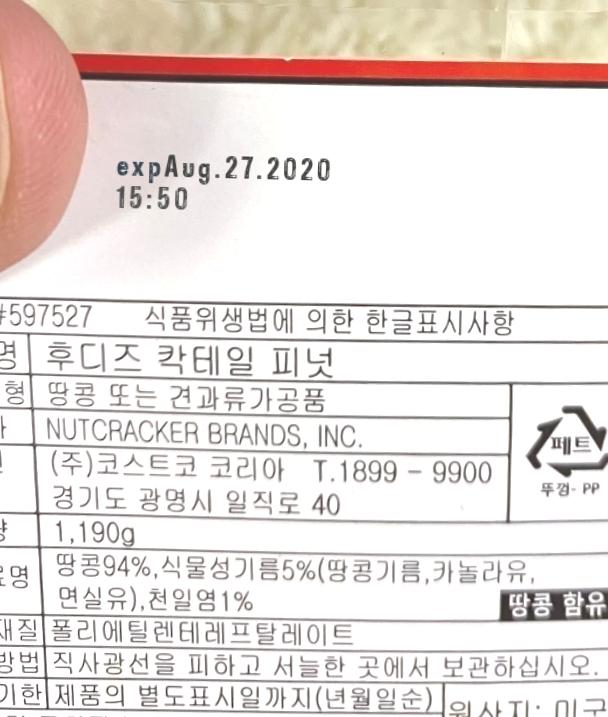 expAug.27.2020
15:50
#597527 식품위생법에 의한 한글표시사항
명 후디즈 칵테일 피넛
형 땅콩 또는 견과류가공품
NUTCRACKER BRANDS, INC.
페트
(주)코스트코 코리아 T.1899 - 9900
뚜껑- PP
경기도 광명시 일직로 40
량 1,190g
료명 땅콩94%,식물성기름5%(땅콩기름,카놀라유,
면실유),천일염1%
땅콩 함유
재질 폴리에틸렌테레프탈레이트
방법 직사광선을 피하고 서늘한 곳에서 보관하십시오.
기한 제품의 별도표시일까지(년월일순) 원산지: 미국